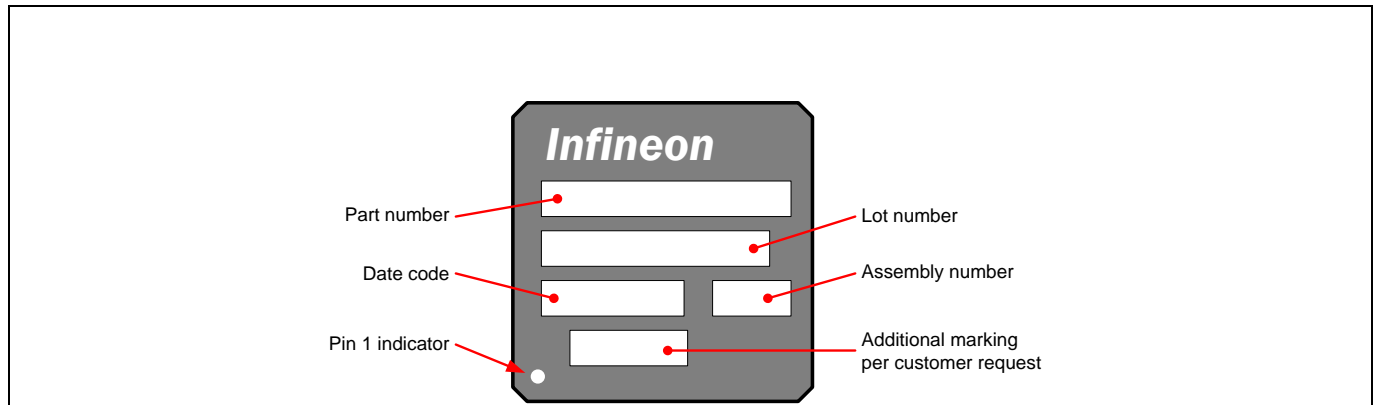 Infineon
Part number
Lot number
Date code
Assembly number
Pin 1 indicator
Additional marking
per customer request